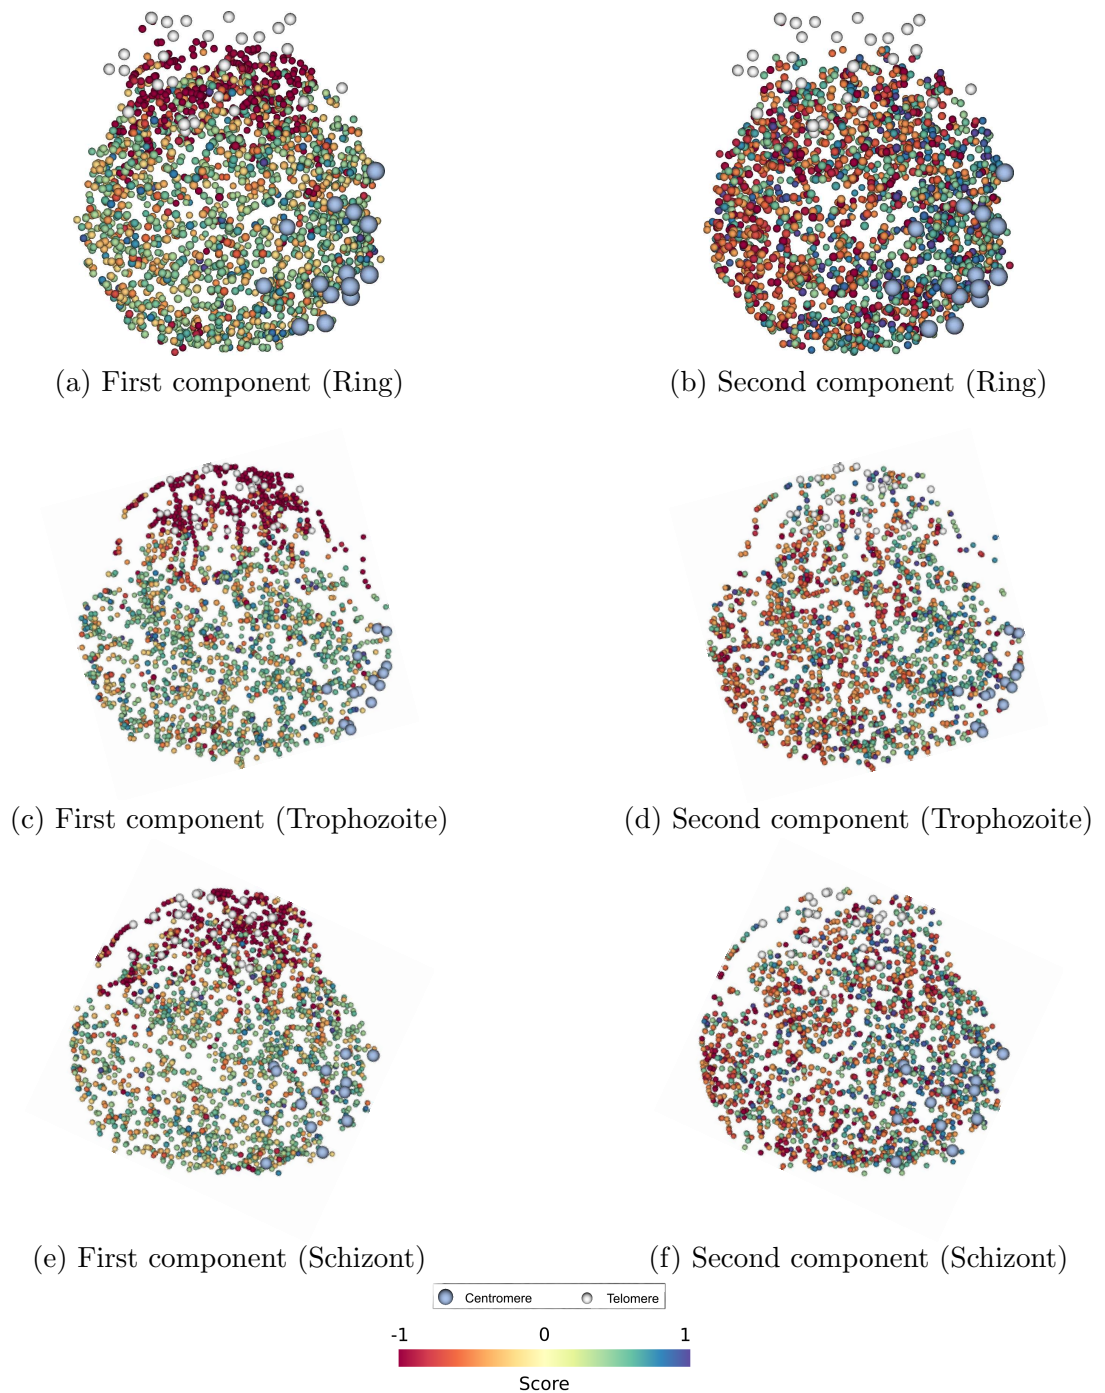 (a) First component (Ring)
(b) Second component (Ring)
(c) First component (Trophozoite)
(d) Second component (Trophozoite)
(e) First component (Schizont)
(f) Second component (Schizont)
Centromere Telomere
-1 0 1
Score